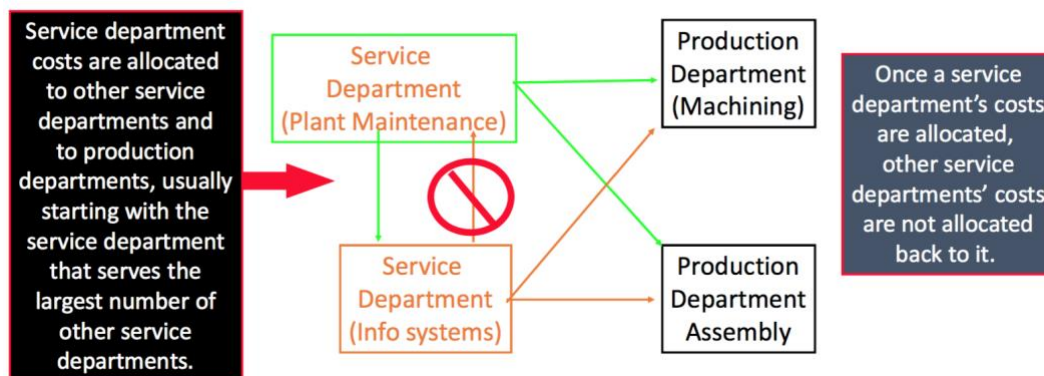 Service department
costs are allocated
to other service
departments and
to production
departments, usually
starting with the
service department
that serves the
largest number of
other service
departments.
Service
Department
(Plant Maintenance)
Service
Department
(Info systems)
Production
Department
(Machining)
Production
Department
Assembly
Once a service
department’s costs
are allocated,
other service
departments’ costs
are not allocated
back to it.